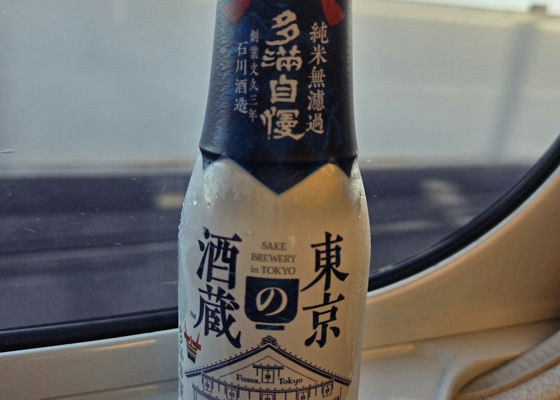 純米無濾過
多満自慢
創業文久三年
石川酒造
東京
の
酒蔵
SAKE
BREWERY
in TOKYO
Fussa, Tokyo